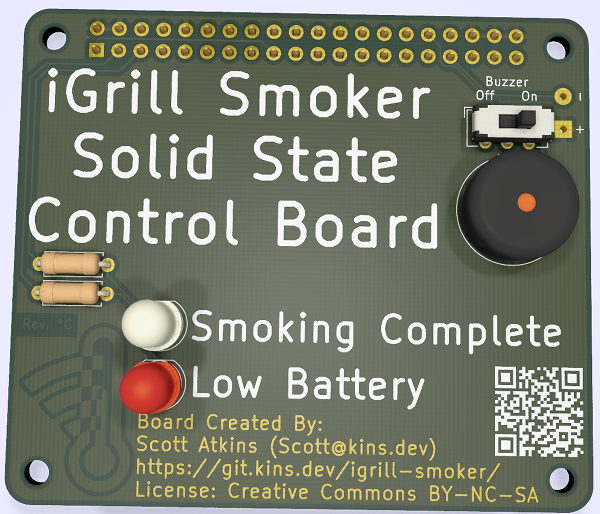 Buzzer
Off On
iGrill Smoker
Solid State
Control Board
Rev. °C
Smoking Complete
Low Battery
Board Created By:
Scott Atkins (Scott@kins.dev)
https://git.kins.dev/igrill-smoker/
License: Creative Commons BY-NC-SA